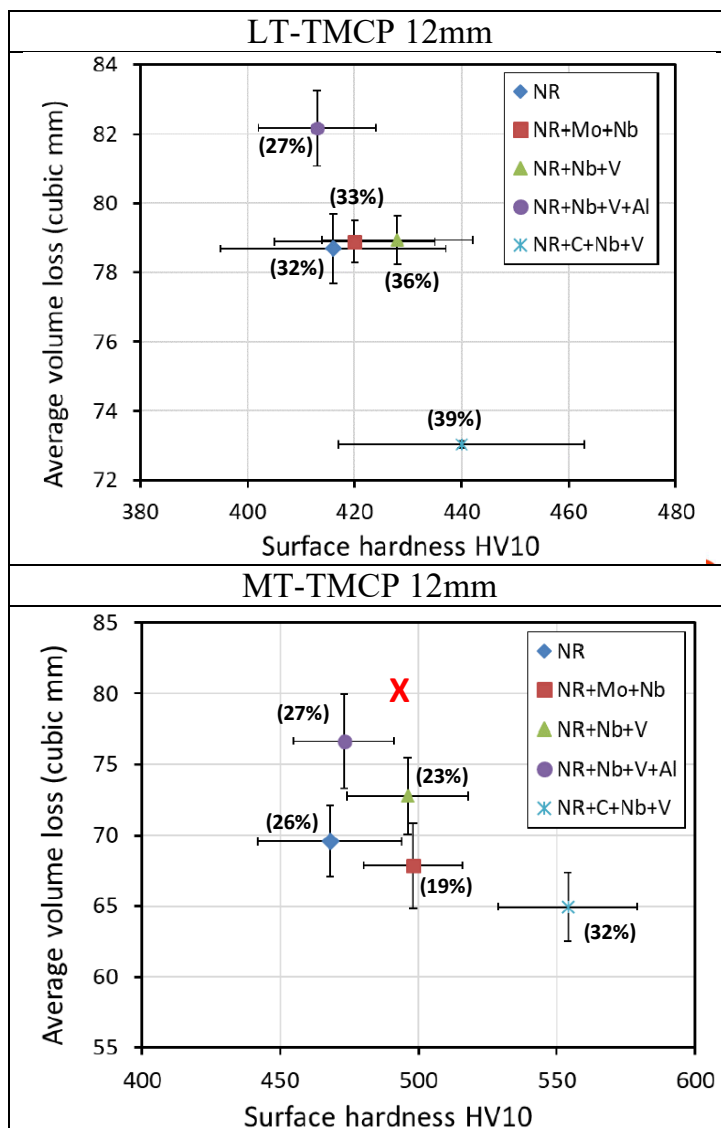 LT-TMCP 12mm
Average volume loss (cubic mm)
84
82
80
78
76
74
72
NR
NR+Mo+Nb
NR+Nb+V
NR+Nb+V+Al
NR+C+Nb+V
(27%)
(33%)
(32%)
(36%)
(39%)
380 400 420 440 460 480
Surface hardness HV10
MT-TMCP 12mm
Average volume loss (cubic mm)
85
80
75
70
65
60
55
NR
NR+Mo+Nb
NR+Nb+V
NR+Nb+V+Al
NR+C+Nb+V
X
(27%)
(23%)
(26%)
(19%)
(32%)
400 450 500 550 600
Surface hardness HV10